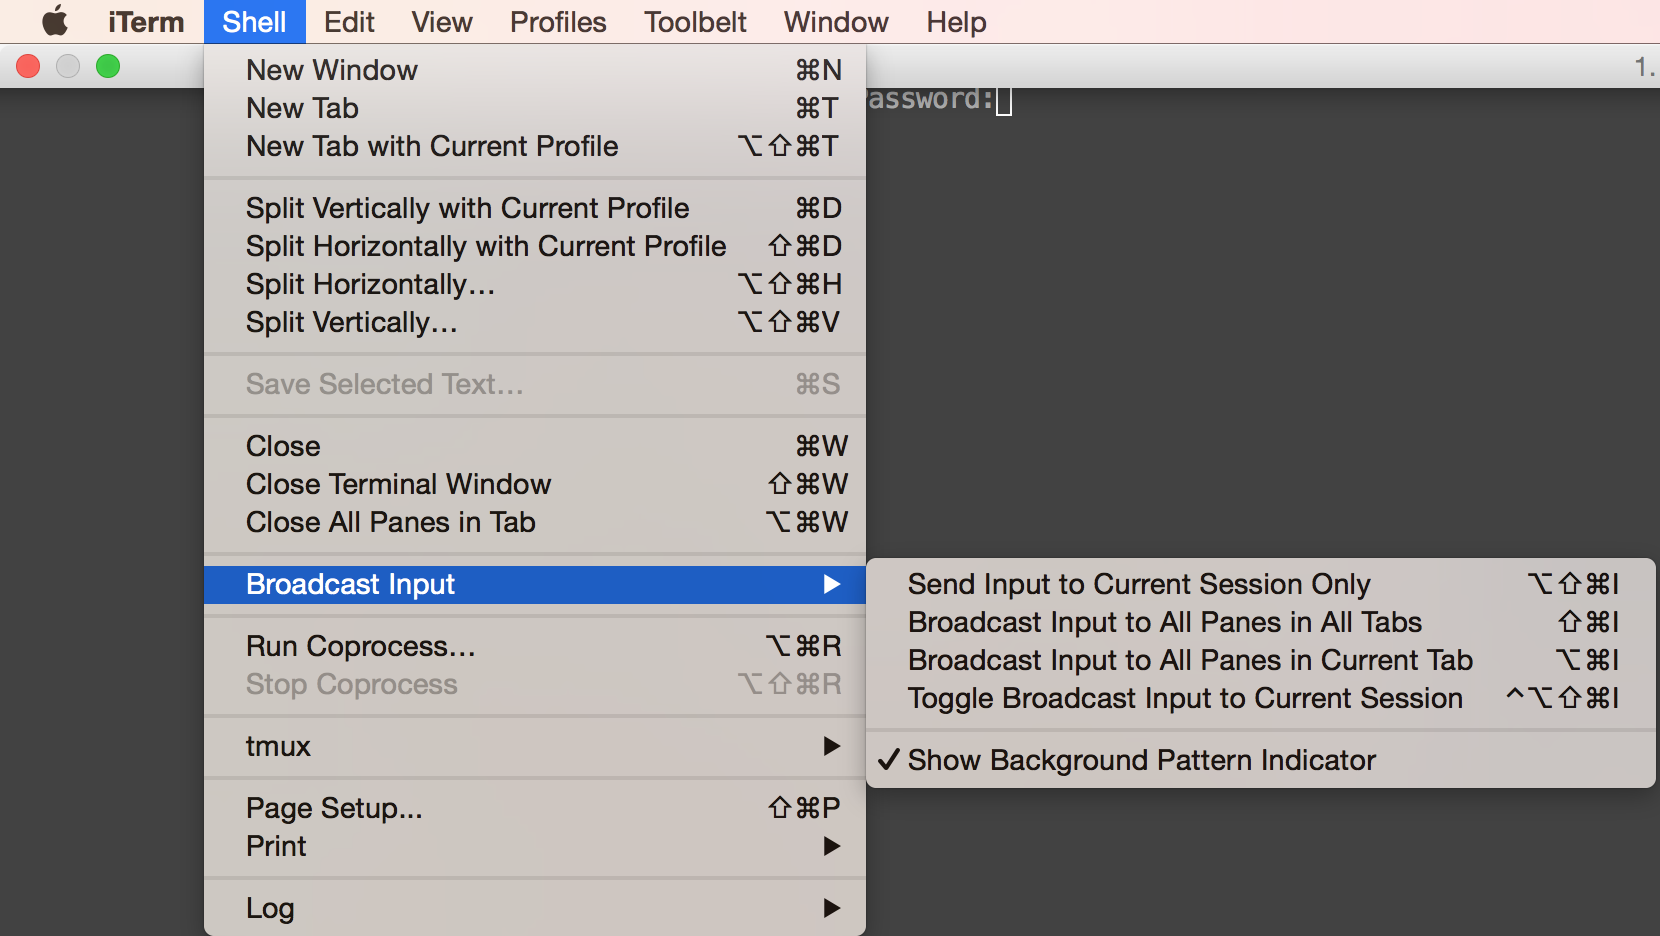 iTerm Shell Edit View Profiles Toolbelt Window Help
1.
assword:
New Window ⌘N
New Tab ⌘T
New Tab with Current Profile ⌥⇧⌘T
Split Vertically with Current Profile ⌘D
Split Horizontally with Current Profile ⇧⌘D
Split Horizontally... ⌥⇧⌘H
Split Vertically... ⌥⇧⌘V
Save Selected Text... ⌘S
Close ⌘W
Close Terminal Window ⇧⌘W
Close All Panes in Tab ⌥⌘W
Broadcast Input ▶
Run Coprocess... ⌥⌘R
Stop Coprocess ⌥⇧⌘R
tmux ▶
Page Setup... ⇧⌘P
Print ▶
Log ▶
Send Input to Current Session Only ⌥⇧⌘I
Broadcast Input to All Panes in All Tabs ⇧⌘I
Broadcast Input to All Panes in Current Tab ⌥⌘I
Toggle Broadcast Input to Current Session ^⌥⇧⌘I
✓ Show Background Pattern Indicator